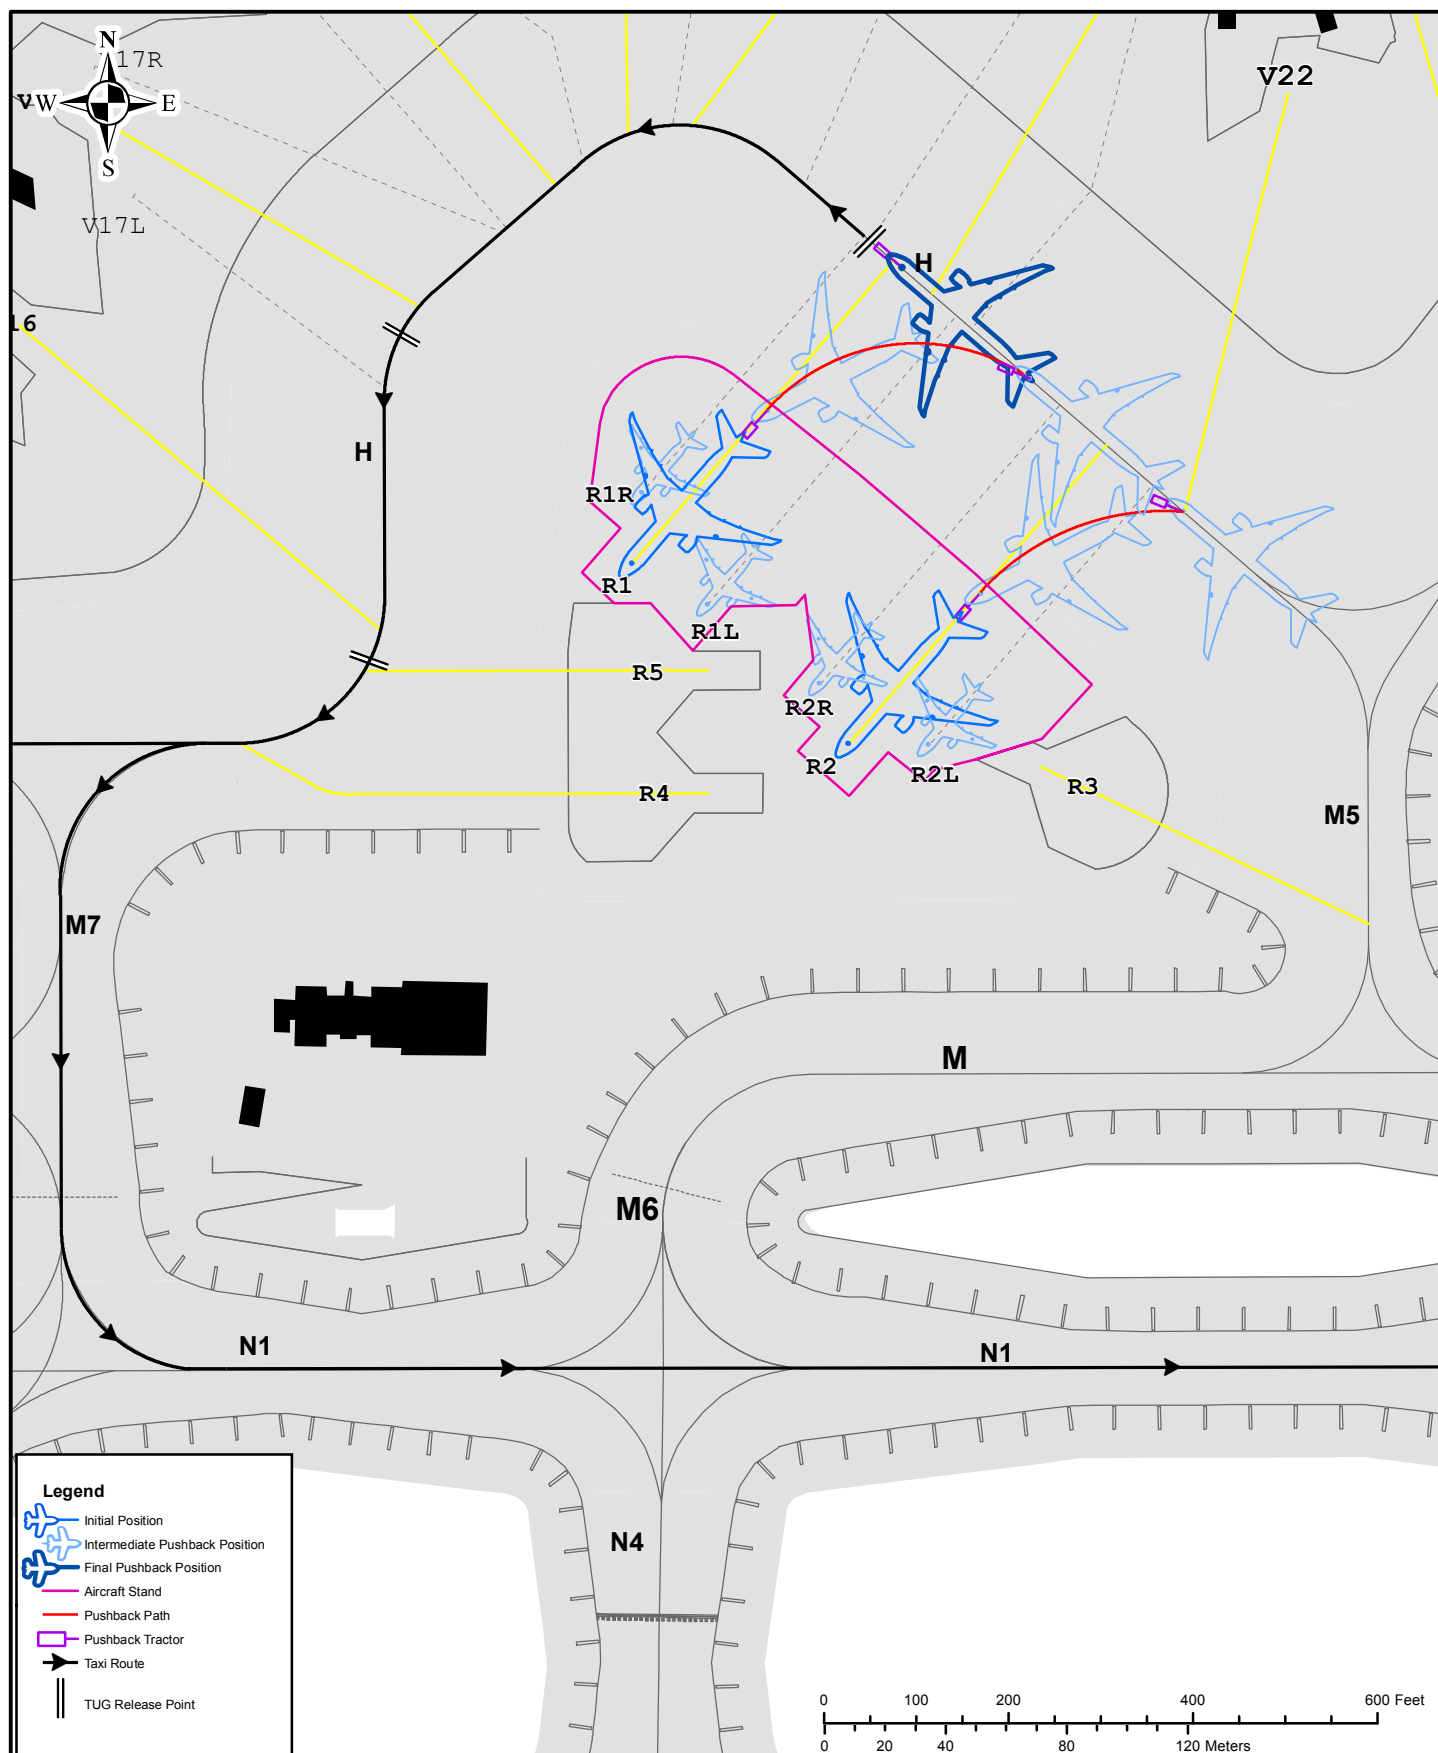 N
17R
V
W
E
S
V22
V17L
16
H
H
R1R
R1
R1L
R5
R2R
R2
R2L
R3
R4
M5
M7
M
M6
N1
N1
N4
Legend
Initial Position
Intermediate Pushback Position
Final Pushback Position
Aircraft Stand
Pushback Path
Pushback Tractor
Taxi Route
TUG Release Point
0 100 200 400 600 Feet
0 20 40 80 120 Meters